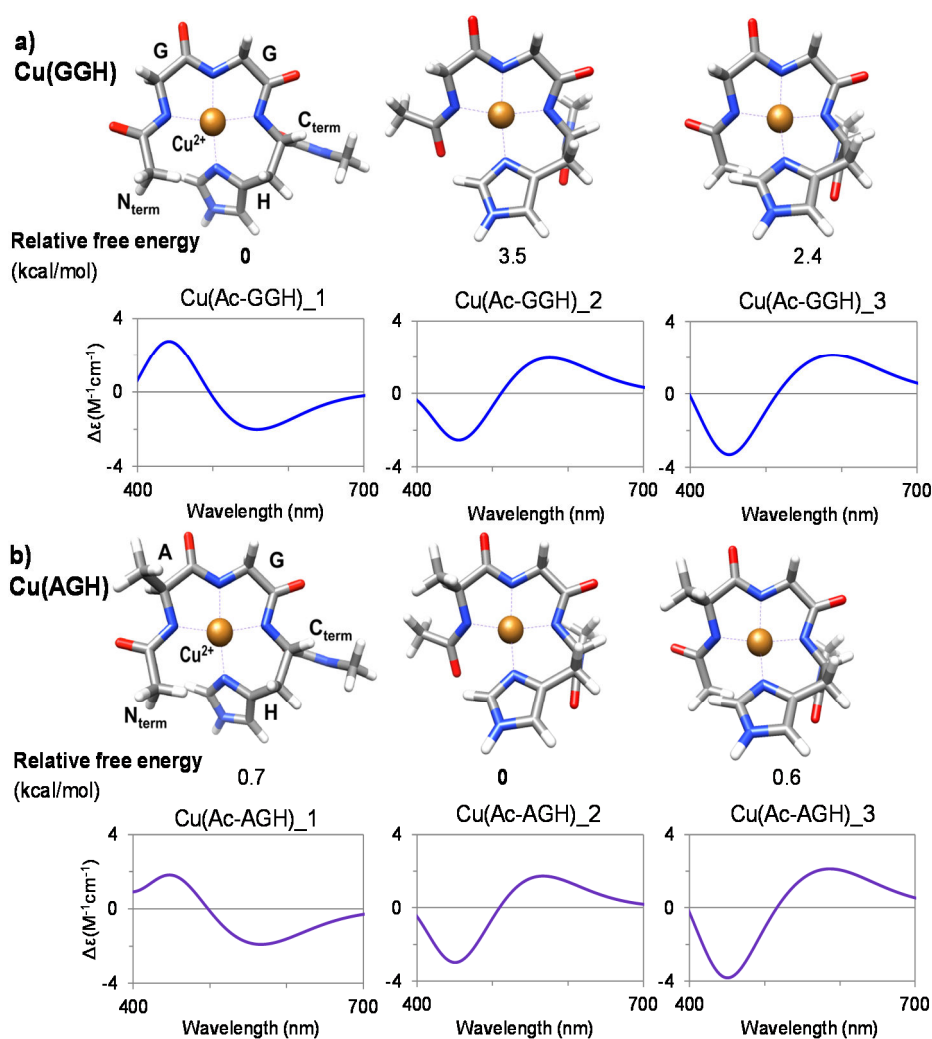 a)
Cu(GGH)
G G
Cu²⁺
C_term
N_term
H
Relative free energy
(kcal/mol)
0 3.5 2.4
Cu(Ac-GGH)_1 Cu(Ac-GGH)_2 Cu(Ac-GGH)_3
Δε(M⁻¹cm⁻¹)
4 4 4
0 0 0
-4 -4 -4
400 700 400 700 400 700
Wavelength (nm) Wavelength (nm) Wavelength (nm)
b)
Cu(AGH)
A G
Cu²⁺
C_term
N_term
H
Relative free energy
(kcal/mol)
0.7 0 0.6
Cu(Ac-AGH)_1 Cu(Ac-AGH)_2 Cu(Ac-AGH)_3
Δε(M⁻¹cm⁻¹)
4 4 4
0 0 0
-4 -4 -4
400 700 400 700 400 700
Wavelength (nm) Wavelength (nm) Wavelength (nm)